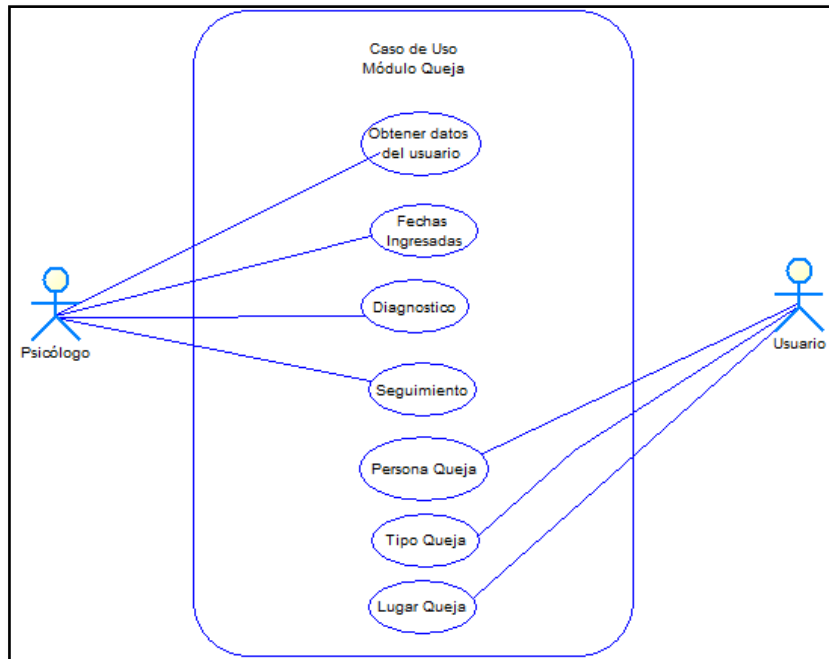 Caso de Uso
Módulo Queja
Obtener datos
del usuario
Fechas
Ingresadas
Diagnostico
Psicólogo
Usuario
Seguimiento
Persona Queja
Tipo Queja
Lugar Queja